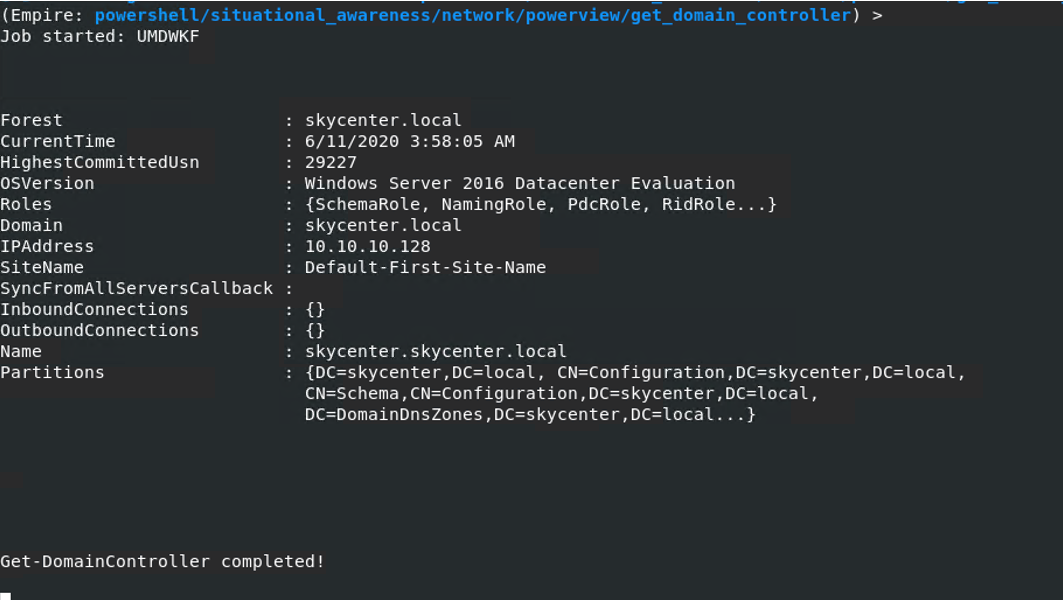 (Empire: powershell/situational_awareness/network/powerview/get_domain_controller) >
Job started: UMDWKF
Forest : skycenter.local
CurrentTime : 6/11/2020 3:58:05 AM
HighestCommittedUsn : 29227
OSVersion : Windows Server 2016 Datacenter Evaluation
Roles : {SchemaRole, NamingRole, PdcRole, RidRole...}
Domain : skycenter.local
IPAddress : 10.10.10.128
SiteName : Default-First-Site-Name
SyncFromAllServersCallback :
InboundConnections : {}
OutboundConnections : {}
Name : skycenter.skycenter.local
Partitions : {DC=skycenter,DC=local, CN=Configuration,DC=skycenter,DC=local,
CN=Schema,CN=Configuration,DC=skycenter,DC=local,
DC=DomainDnsZones,DC=skycenter,DC=local...}
Get-DomainController completed!